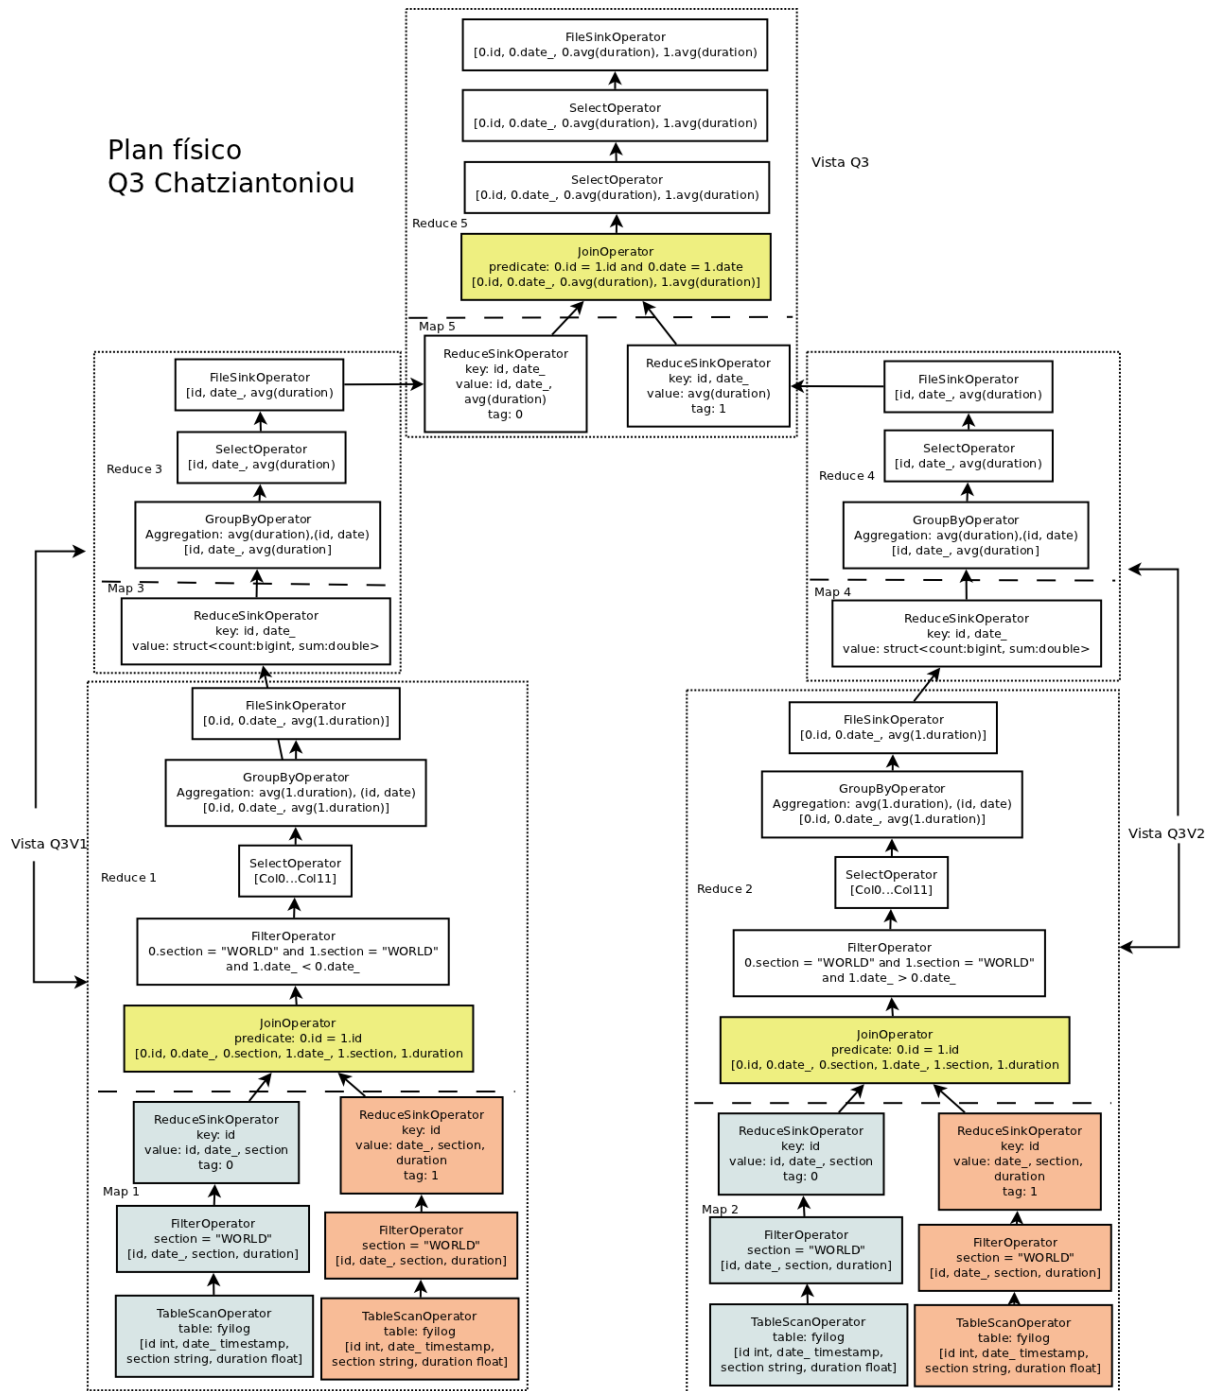 FileSinkOperator
[0.id, 0.date_, 0.avg(duration), 1.avg(duration)
SelectOperator
[0.id, 0.date_, 0.avg(duration), 1.avg(duration)
Plan físico
Q3 Chatziantoniou
Vista Q3
SelectOperator
[0.id, 0.date_, 0.avg(duration), 1.avg(duration)
Reduce 5
JoinOperator
predicate: 0.id = 1.id and 0.date = 1.date
[0.id, 0.date_, 0.avg(duration), 1.avg(duration)]
Map 5
ReduceSinkOperator
key: id, date_
value: id, date_,
avg(duration)
tag: 0
ReduceSinkOperator
key: id, date_
value: avg(duration)
tag: 1
FileSinkOperator
[id, date_, avg(duration)
SelectOperator
[id, date_, avg(duration)
Reduce 3
GroupByOperator
Aggregation: avg(duration),(id, date)
[id, date_, avg(duration]
Map 3
ReduceSinkOperator
key: id, date_
value: struct<count:bigint, sum:double>
FileSinkOperator
[id, date_, avg(duration)
SelectOperator
[id, date_, avg(duration)
Reduce 4
GroupByOperator
Aggregation: avg(duration),(id, date)
[id, date_, avg(duration]
Map 4
ReduceSinkOperator
key: id, date_
value: struct<count:bigint, sum:double>
FileSinkOperator
[0.id, 0.date_, avg(1.duration)]
GroupByOperator
Aggregation: avg(1.duration), (id, date)
[0.id, 0.date_, avg(1.duration)]
Vista Q3V1
SelectOperator
[Col0...Col11]
Reduce 1
FilterOperator
0.section = "WORLD" and 1.section = "WORLD"
and 1.date_ < 0.date_
JoinOperator
predicate: 0.id = 1.id
[0.id, 0.date_, 0.section, 1.date_, 1.section, 1.duration
ReduceSinkOperator
key: id
value: id, date_, section
tag: 0
ReduceSinkOperator
key: id
value: date_, section,
duration
tag: 1
Map 1
FilterOperator
section = "WORLD"
[id, date_, section, duration]
FilterOperator
section = "WORLD"
[id, date_, section, duration]
TableScanOperator
table: fyilog
[id int, date_ timestamp,
section string, duration float]
TableScanOperator
table: fyilog
[id int, date_ timestamp,
section string, duration float]
FileSinkOperator
[0.id, 0.date_, avg(1.duration)]
GroupByOperator
Aggregation: avg(1.duration), (id, date)
[0.id, 0.date_, avg(1.duration)]
Vista Q3V2
SelectOperator
[Col0...Col11]
Reduce 2
FilterOperator
0.section = "WORLD" and 1.section = "WORLD"
and 1.date_ > 0.date_
JoinOperator
predicate: 0.id = 1.id
[0.id, 0.date_, 0.section, 1.date_, 1.section, 1.duration
ReduceSinkOperator
key: id
value: id, date_, section
tag: 0
ReduceSinkOperator
key: id
value: date_, section,
duration
tag: 1
Map 2
FilterOperator
section = "WORLD"
[id, date_, section, duration]
FilterOperator
section = "WORLD"
[id, date_, section, duration]
TableScanOperator
table: fyilog
[id int, date_ timestamp,
section string, duration float]
TableScanOperator
table: fyilog
[id int, date_ timestamp,
section string, duration float]